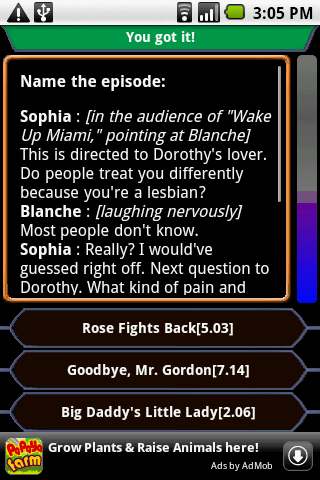 3:05 PM
You got it!
Name the episode:
Sophia : [in the audience of "Wake
Up Miami," pointing at Blanche]
This is directed to Dorothy's lover.
Do people treat you differently
because you're a lesbian?
Blanche : [laughing nervously]
Most people don't know.
Sophia : Really? I would've
guessed right off. Next question to
Dorothy. What kind of pain and
Rose Fights Back[5.03]
Goodbye, Mr. Gordon[7.14]
Big Daddy's Little Lady[2.06]
Grow Plants & Raise Animals here!
Ads by AdMob
Papaya
Farm